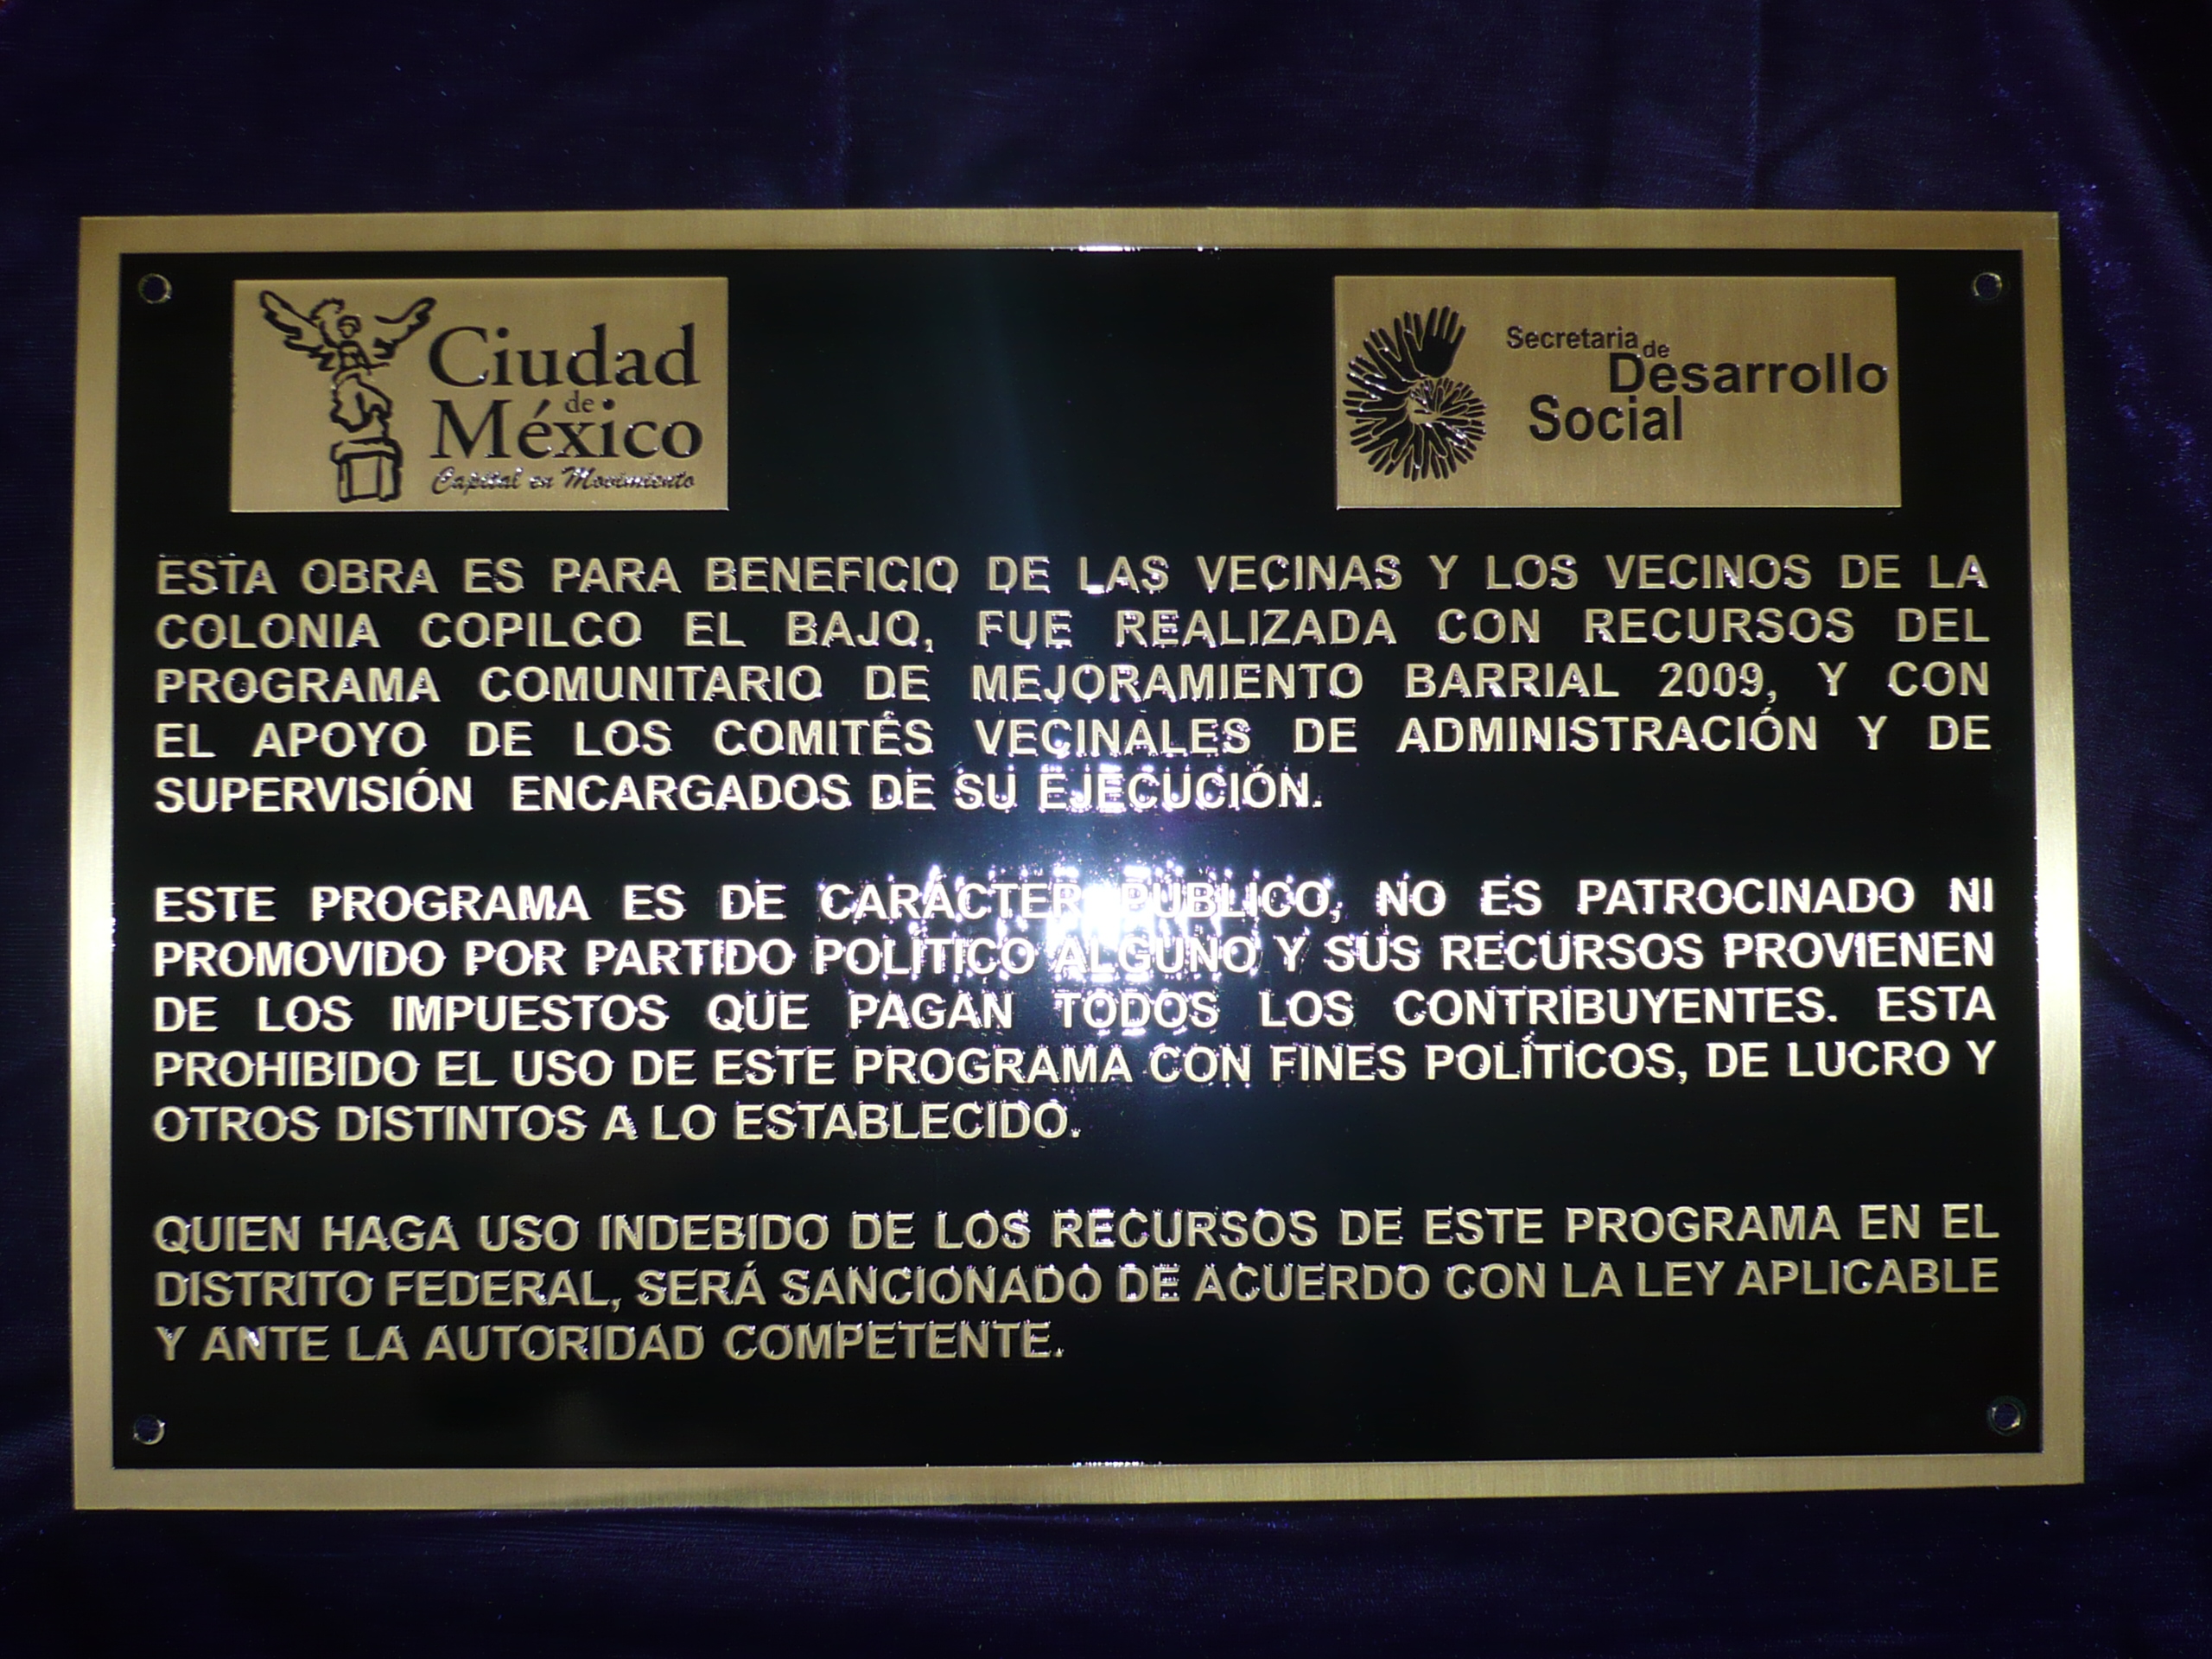 Ciudad
de
México
Capital en Movimiento
Secretaria de
Desarrollo
Social
ESTA OBRA ES PARA BENEFICIO DE LAS VECINAS Y LOS VECINOS DE LA
COLONIA COPILCO EL BAJO, FUE REALIZADA CON RECURSOS DEL
PROGRAMA COMUNITARIO DE MEJORAMIENTO BARRIAL 2009, Y CON
EL APOYO DE LOS COMITÉS VECINALES DE ADMINISTRACIÓN Y DE
SUPERVISIÓN ENCARGADOS DE SU EJECUCIÓN.
ESTE PROGRAMA ES DE CARÁCTER PÚBLICO, NO ES PATROCINADO NI
PROMOVIDO POR PARTIDO POLÍTICO ALGUNO Y SUS RECURSOS PROVIENEN
DE LOS IMPUESTOS QUE PAGAN TODOS LOS CONTRIBUYENTES. ESTA
PROHIBIDO EL USO DE ESTE PROGRAMA CON FINES POLÍTICOS, DE LUCRO Y
OTROS DISTINTOS A LO ESTABLECIDO.
QUIEN HAGA USO INDEBIDO DE LOS RECURSOS DE ESTE PROGRAMA EN EL
DISTRITO FEDERAL, SERÁ SANCIONADO DE ACUERDO CON LA LEY APLICABLE
Y ANTE LA AUTORIDAD COMPETENTE.